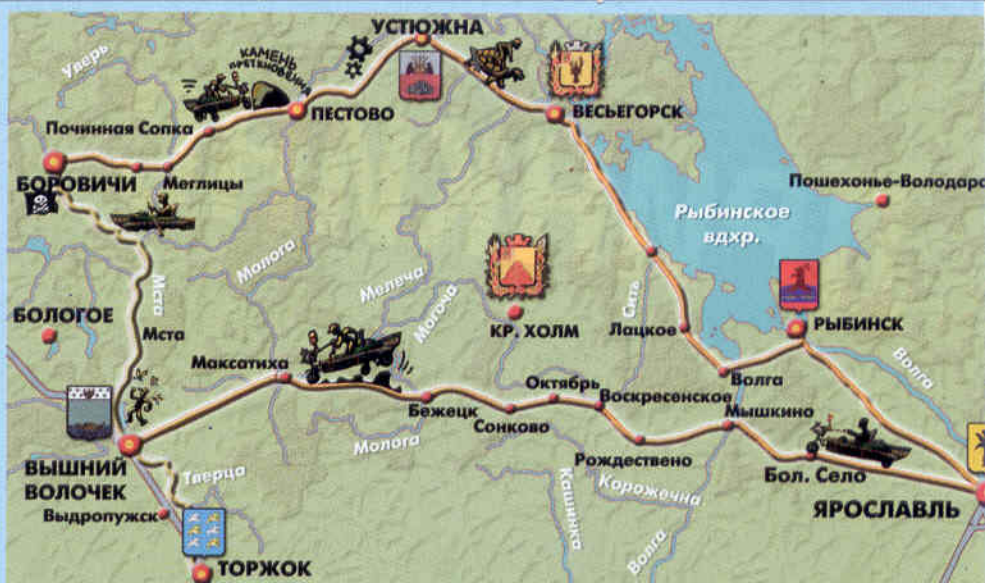 УСТЮЖНА
Уверь
КАМЕНЬ
ПРЕТКНОВЕНИЯ
ПЕСТОВО
ВЕСЬЕГОРСК
Починная Сопка
БОРОВИЧИ
Меглицы
Пошехонье-Володарс
Рыбинское
вдхр.
Молога
Мелеча
Могоча
Сить
Мста
БОЛОГОЕ
Мста
КР. ХОЛМ
Лацкое
РЫБИНСК
Максатиха
Волга
Волга
Октябрь
Воскресенское
Бежецк
Сонково
Мышкино
Молога
Рождествено
Бол. Село
ВЫШНИЙ
ВОЛОЧЕК
Тверца
Кашинка
Корожечна
Выдропужск
ЯРОСЛАВЛЬ
Волга
ТОРЖОК